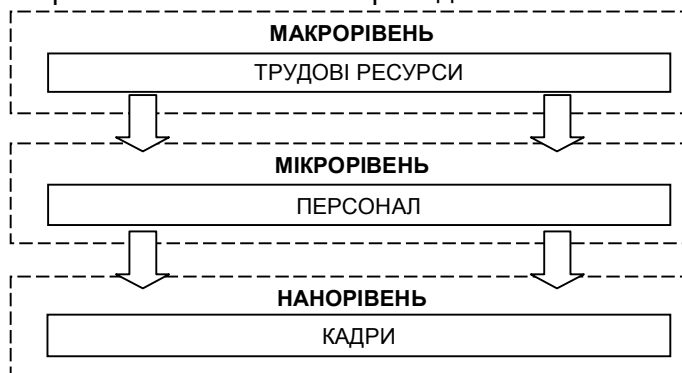 МАКРОРІВЕНЬ
ТРУДОВІ РЕСУРСИ
МІКРОРІВЕНЬ
ПЕРСОНАЛ
НАНОРІВЕНЬ
КАДРИ